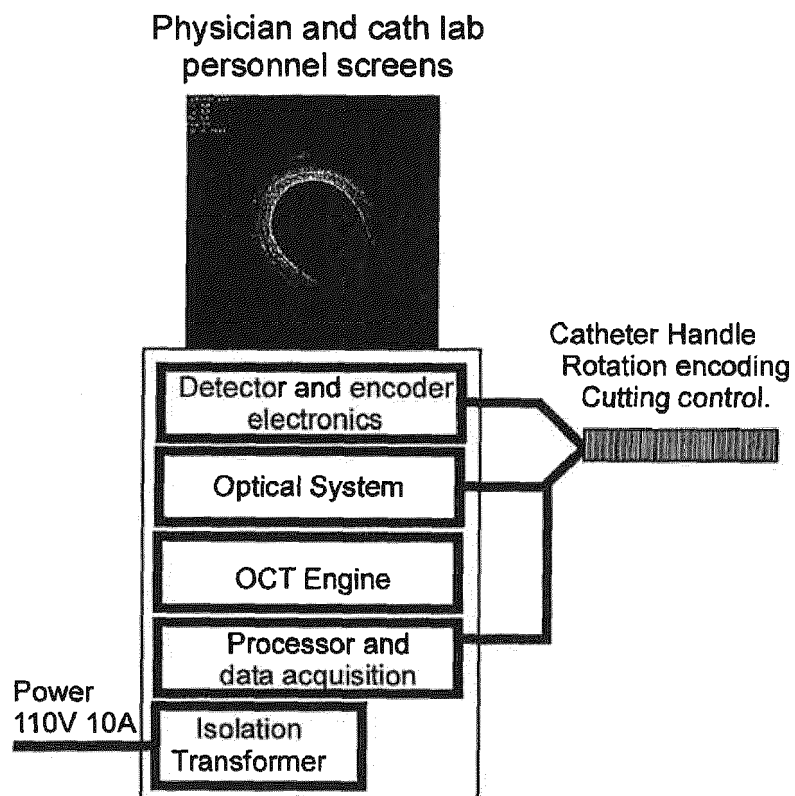 Physician and cath lab
personnel screens
Catheter Handle
Rotation encoding
Cutting control.
Detector and encoder
electronics
Optical System
OCT Engine
Processor and
data acquisition
Power
110V 10A
Isolation
Transformer